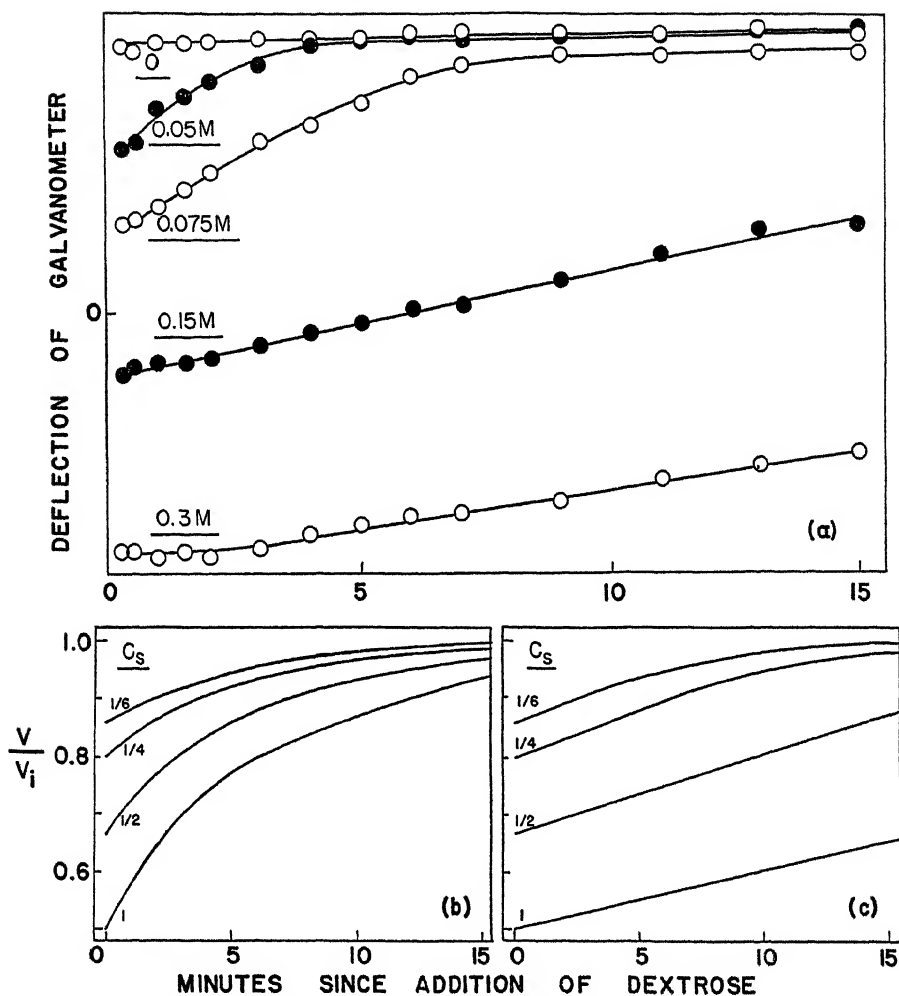 DEFLECTION OF GALVANOMETER
0
0
0.05M
0.075M
0.15M
0.3M
(a)
0 5 10 15
V
Vi
1.0
0.8
0.6
Cs
1/6
1/4
1/2
1
(b)
0 5 10 15
Cs
1/6
1/4
1/2
1
(c)
0 5 10 15
MINUTES SINCE ADDITION OF DEXTROSE